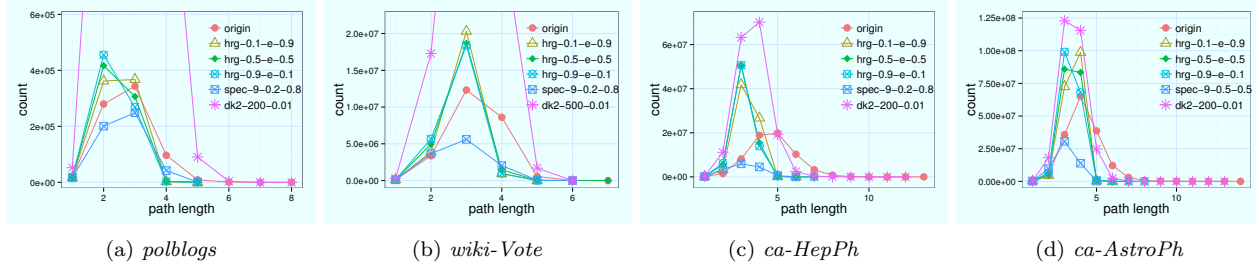 6e+05
4e+05
2e+05
0e+00
count
2 4 6 8
path length
origin
hrg-0.1-e-0.9
hrg-0.5-e-0.5
hrg-0.9-e-0.1
spec-9-0.2-0.8
dk2-200-0.01
(a) polblogs
2.0e+07
1.5e+07
1.0e+07
5.0e+06
0.0e+00
count
2 4 6
path length
origin
hrg-0.1-e-0.9
hrg-0.5-e-0.5
hrg-0.9-e-0.1
spec-9-0.2-0.8
dk2-500-0.01
(b) wiki-Vote
6e+07
4e+07
2e+07
0e+00
count
5 10
path length
origin
hrg-0.1-e-0.9
hrg-0.5-e-0.5
hrg-0.9-e-0.1
spec-9-0.2-0.8
dk2-200-0.01
(c) ca-HepPh
1.25e+08
1.00e+08
7.50e+07
5.00e+07
2.50e+07
0.00e+00
count
5 10
path length
origin
hrg-0.1-e-0.9
hrg-0.5-e-0.5
hrg-0.9-e-0.1
spec-9-0.5-0.5
dk2-200-0.01
(d) ca-AstroPh